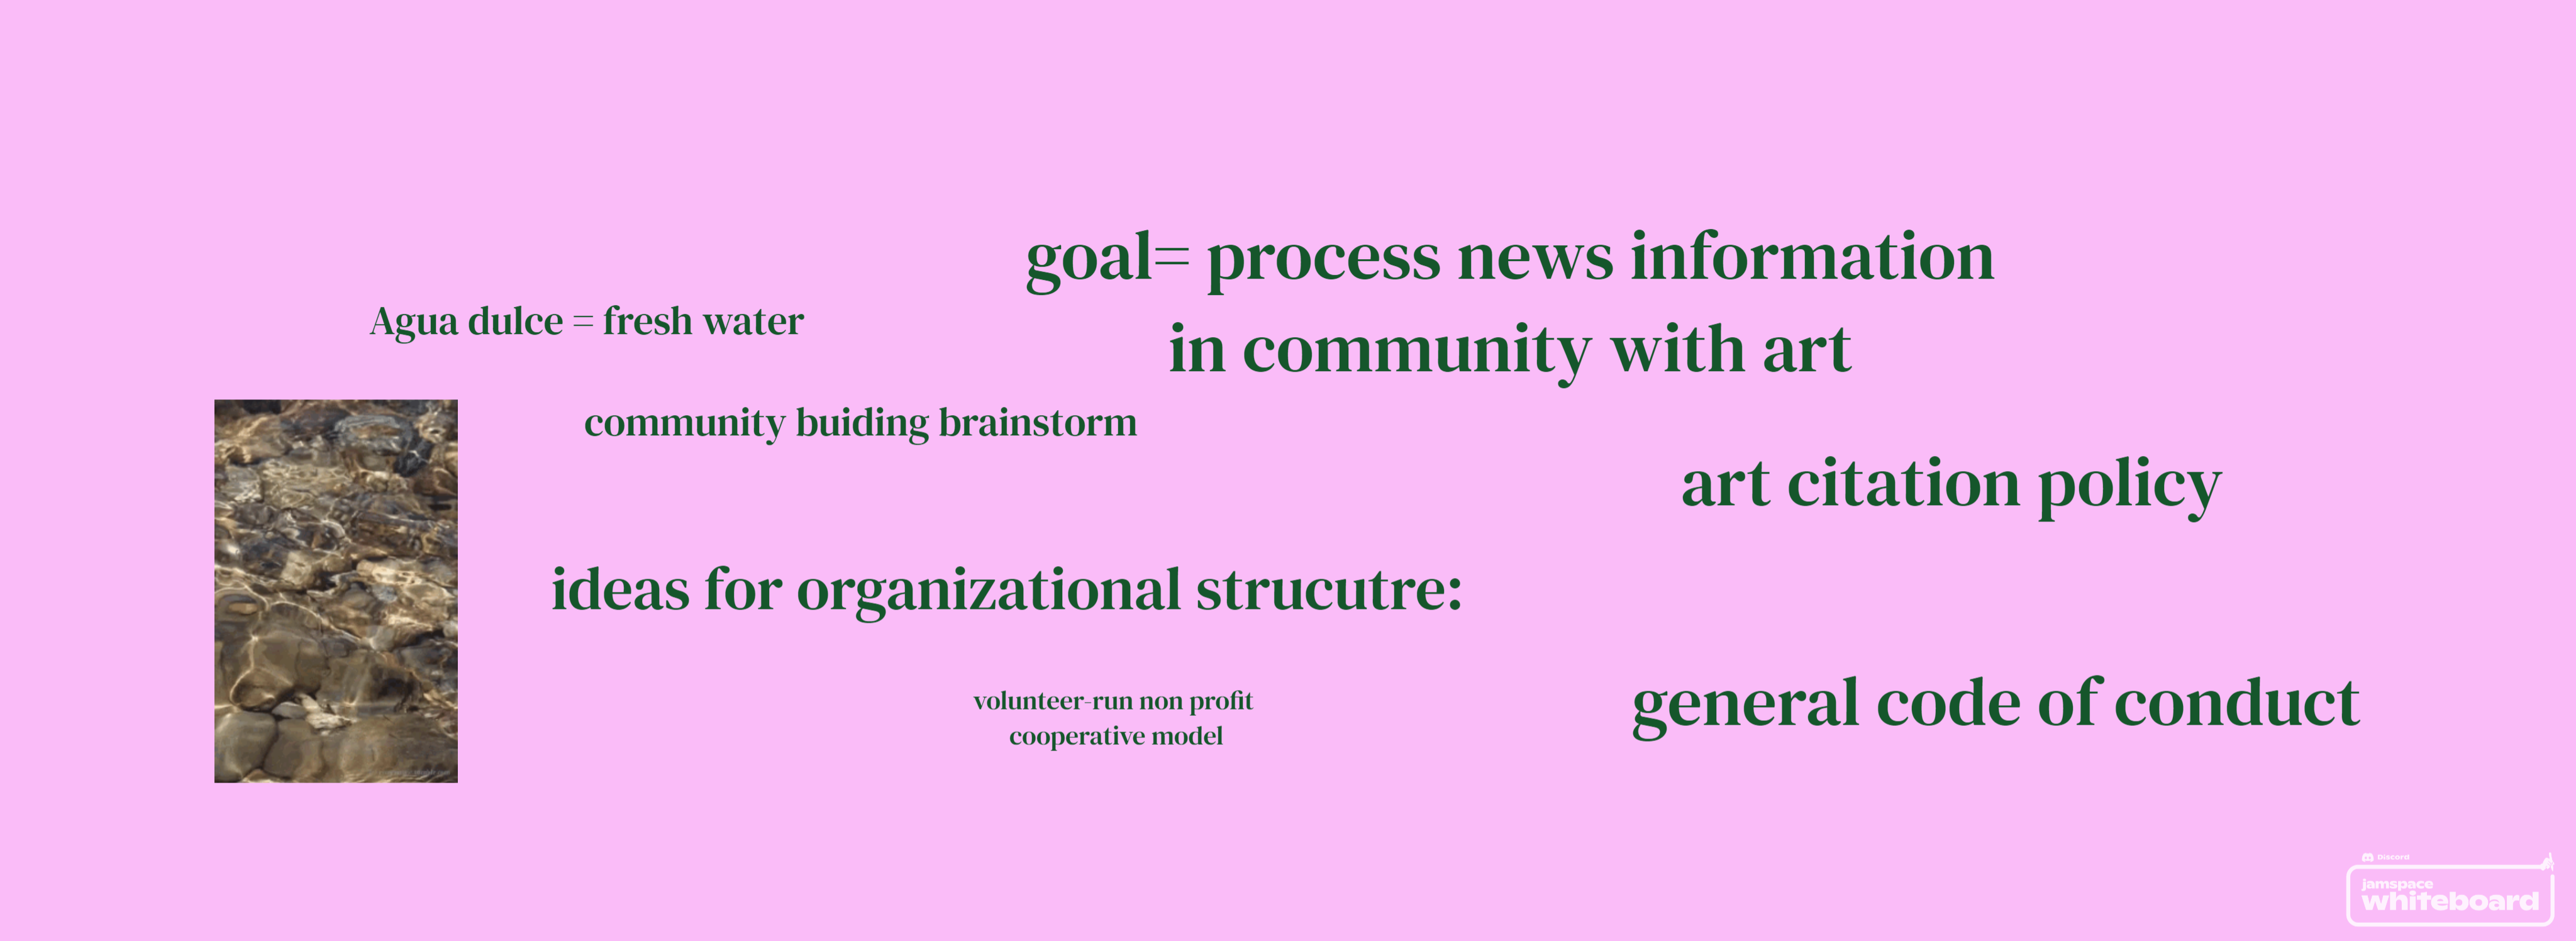 goal= process news information
in community with art
Agua dulce = fresh water
community buiding brainstorm
art citation policy
ideas for organizational strucutre:
volunteer-run non profit
cooperative model
general code of conduct
Discord
jamspace
whiteboard